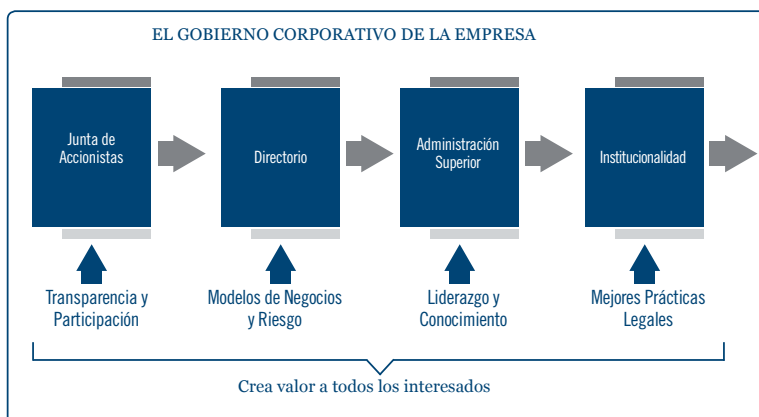 EL GOBIERNO CORPORATIVO DE LA EMPRESA
Junta de
Accionistas
Directorio
Administración
Superior
Institucionalidad
Transparencia y
Participación
Modelos de Negocios
y Riesgo
Liderazgo y
Conocimiento
Mejores Prácticas
Legales
Crea valor a todos los interesados